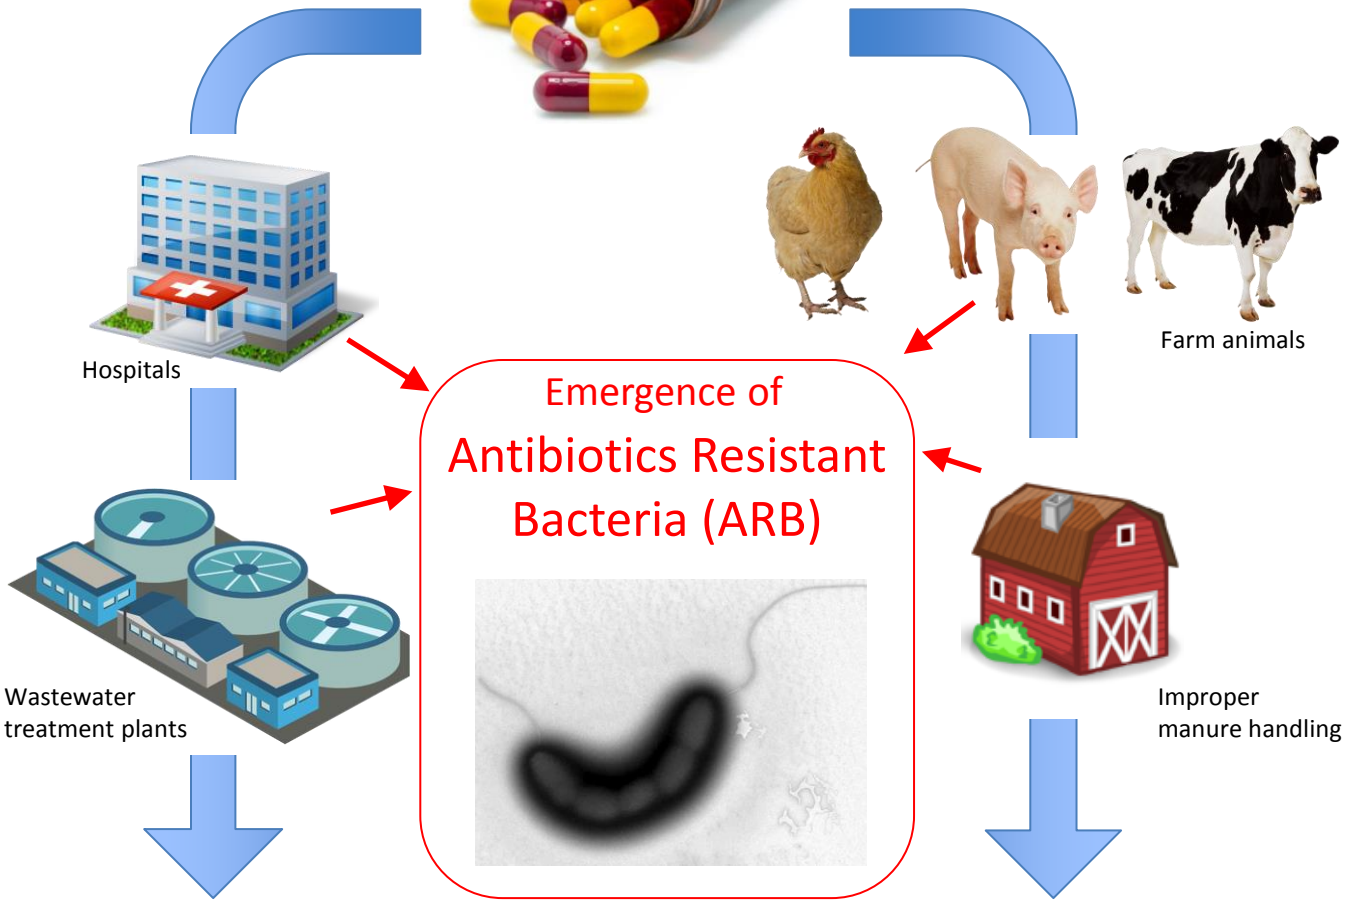 Hospitals
Farm animals
Emergence of
Antibiotics Resistant
Bacteria (ARB)
Wastewater
treatment plants
Improper
manure handling